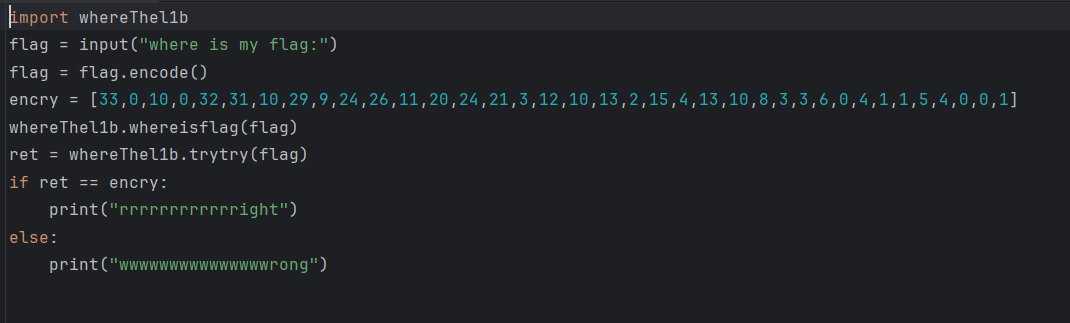 import whereThel1b
flag = input("where is my flag:")
flag = flag.encode()
encry = [33,0,10,0,32,31,10,29,9,24,26,11,20,24,21,3,12,10,13,2,15,4,13,10,8,3,3,6,0,4,1,1,5,4,0,0,1]
whereThel1b.whereisflag(flag)
ret = whereThel1b.trytry(flag)
if ret == encry:
    print("rrrrrrrrrrrright")
else:
    print("wwwwwwwwwwwwwwwrong")